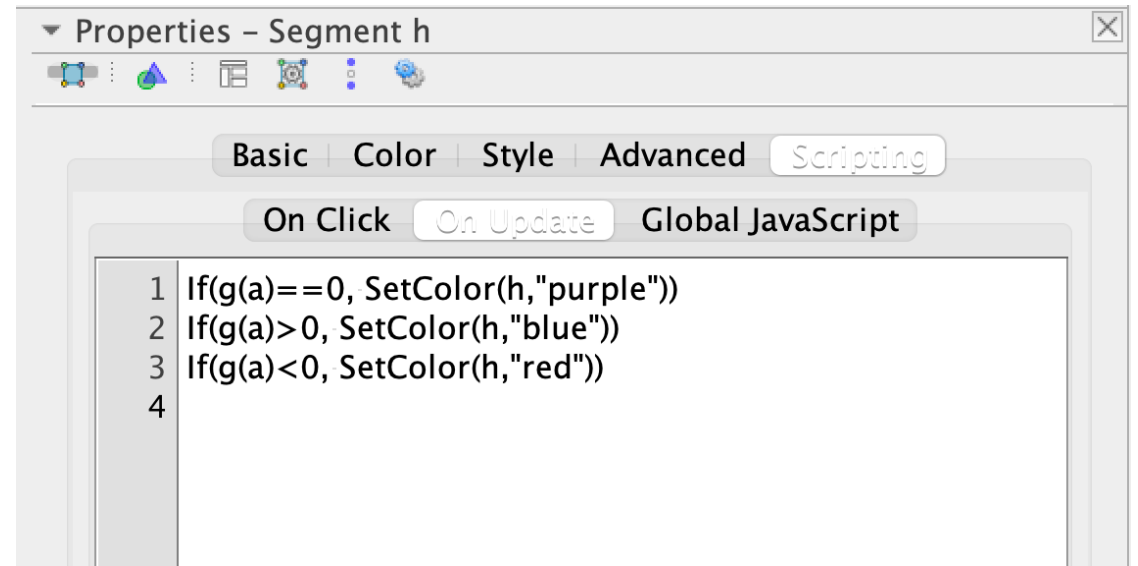 Properties – Segment h
Basic Color Style Advanced Scripting
On Click On Update Global JavaScript
1 If(g(a)==0, SetColor(h,"purple"))
2 If(g(a)>0, SetColor(h,"blue"))
3 If(g(a)<0, SetColor(h,"red"))
4